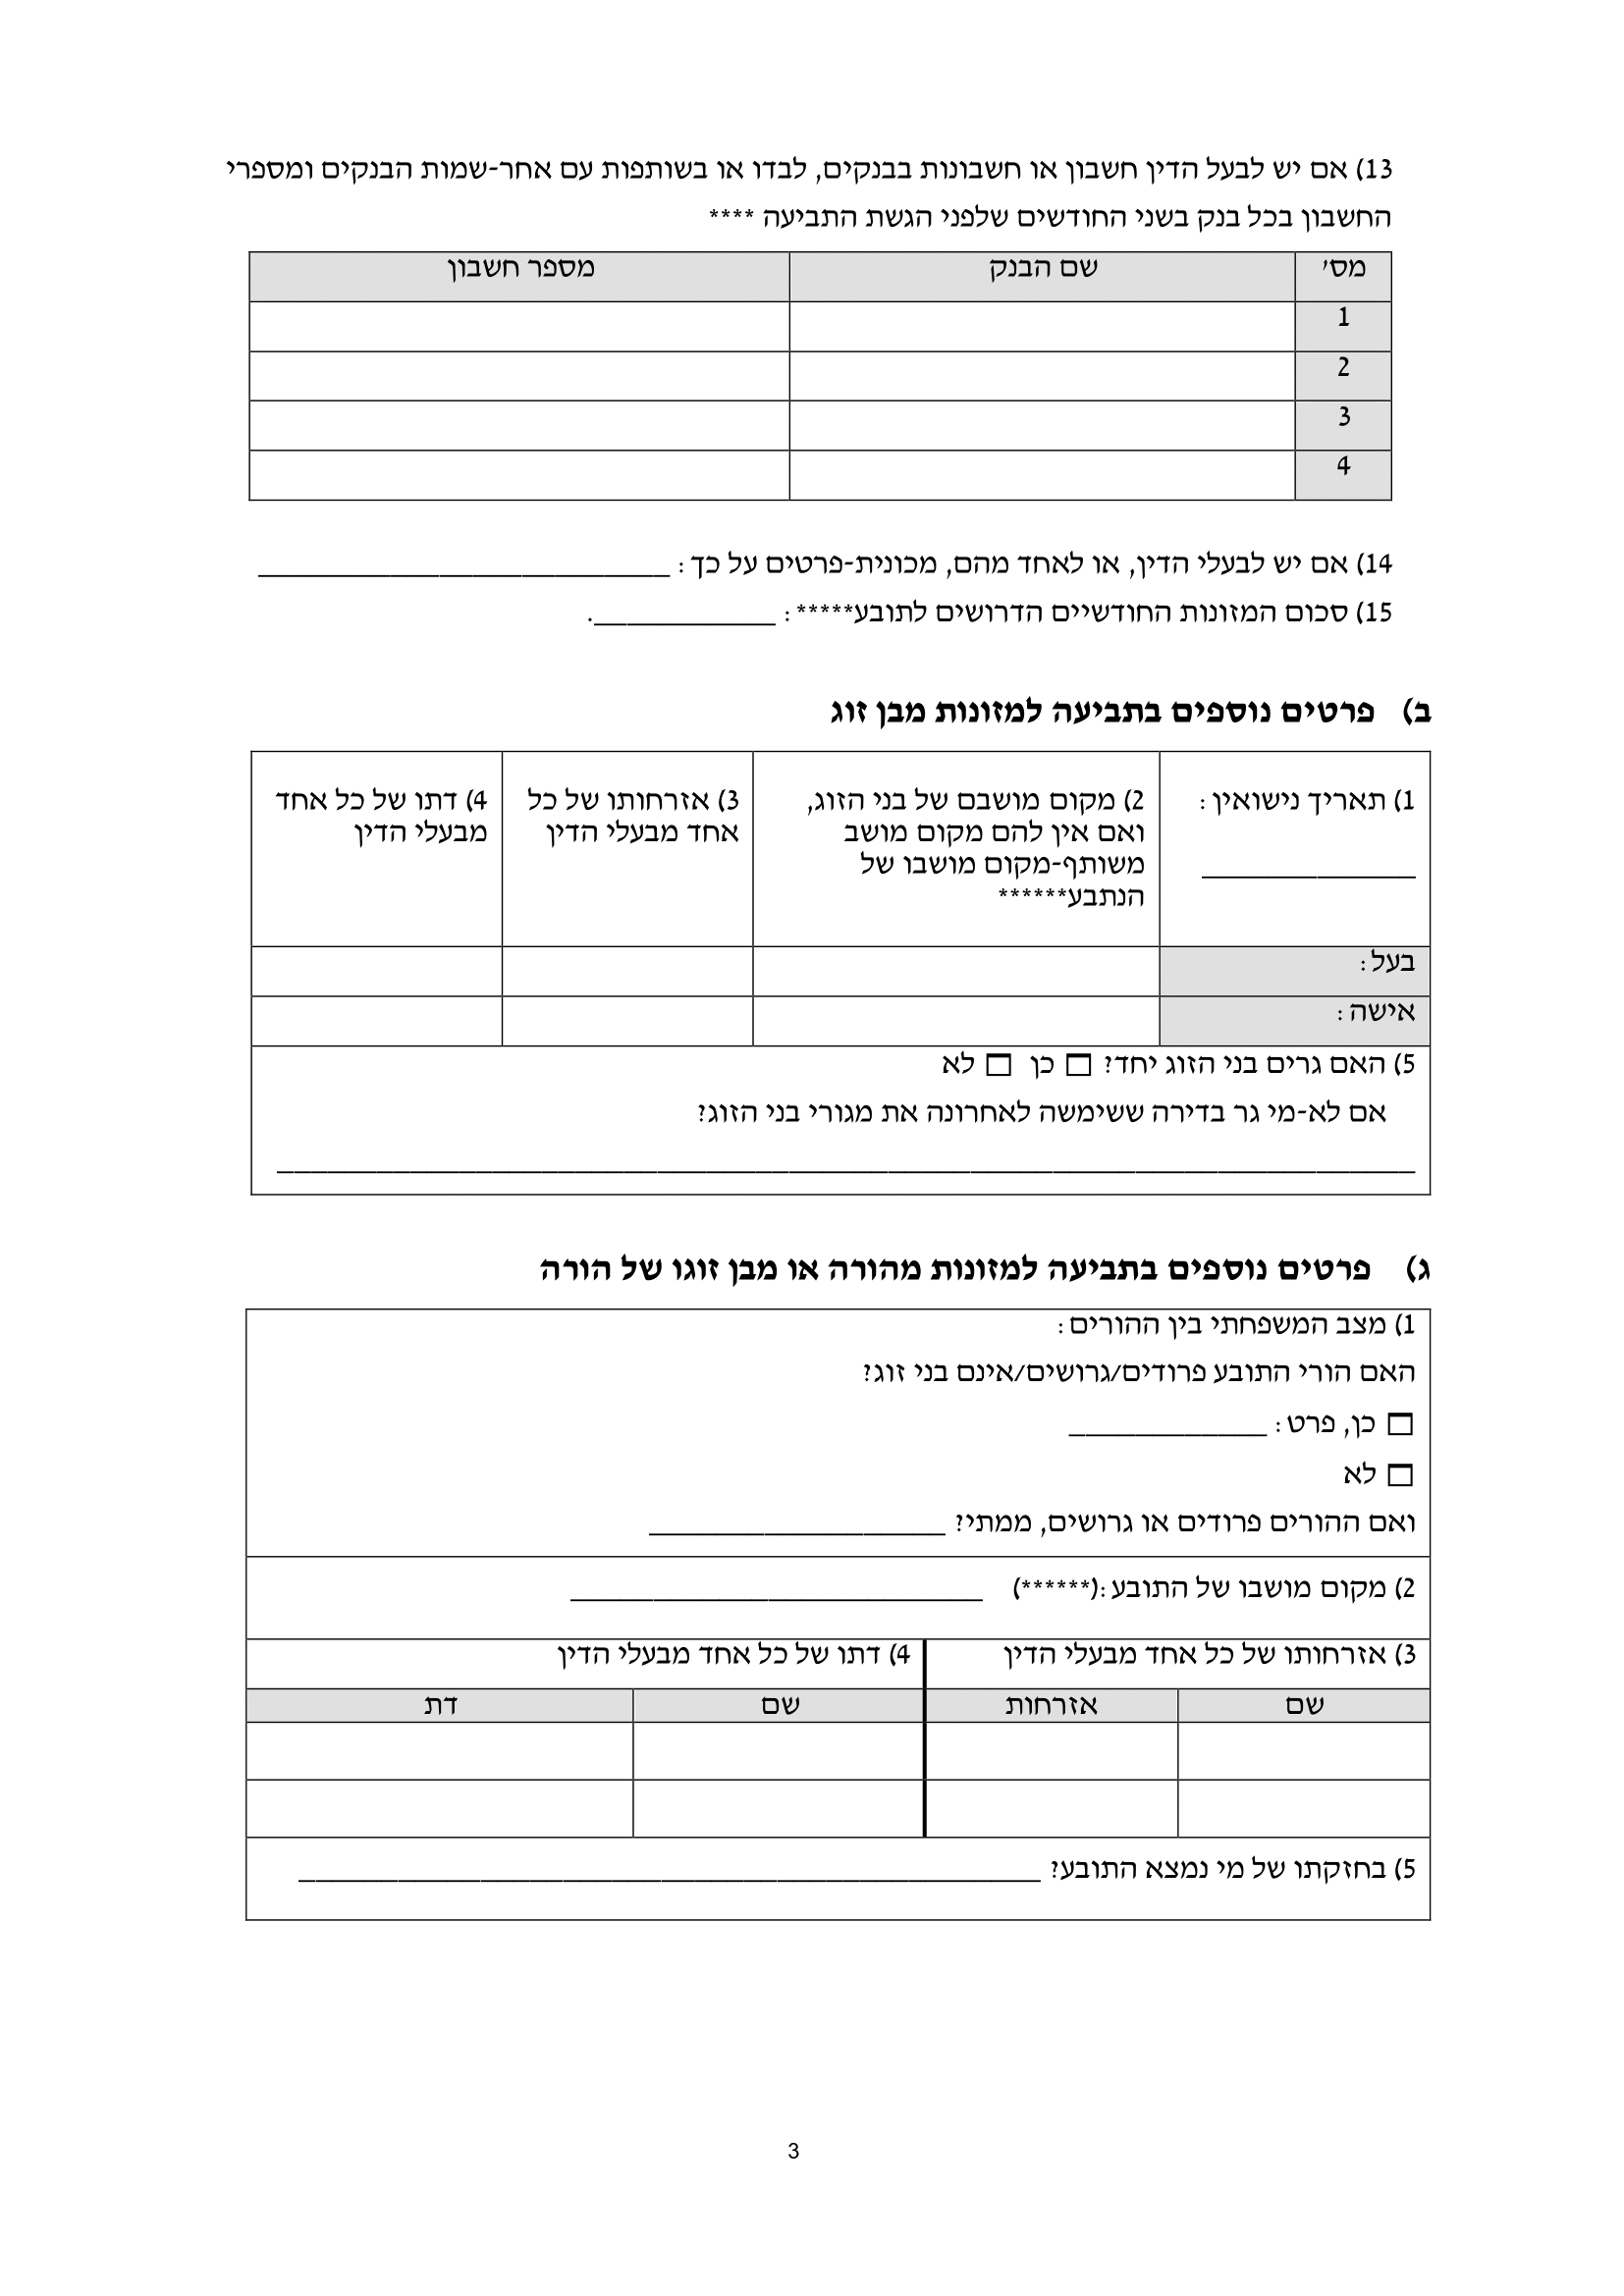 13) אם יש לבעל הדין חשבון או חשבונות בבנקים, לבדו או בשותפות עם אחר-שמות הבנקים ומספרי
החשבון בכל בנק בשני החודשים שלפני הגשת התביעה ****
מס' שם הבנק מספר חשבון
1
2
3
4
14) אם יש לבעלי הדין, או לאחד מהם, מכונית-פרטים על כך: _________________________
15) סכום המזונות החודשיים הדרושים לתובע*****: ___________.
ב) פרטים נוספים בתביעה למזונות מבן זוג
1) תאריך נישואין:
_____________
2) מקום מושבם של בני הזוג,
ואם אין להם מקום מושב
משותף-מקום מושבו של
הנתבע******
3) אזרחותו של כל
אחד מבעלי הדין
4) דתו של כל אחד
מבעלי הדין
בעל:
אישה:
5) האם גרים בני הזוג יחד? ☐ כן ☐ לא
אם לא-מי גר בדירה ששימשה לאחרונה את מגורי בני הזוג?
_____________________________________________________________________
ג) פרטים נוספים בתביעה למזונות מהורה או מבן זוגו של הורה
1) מצב המשפחתי בין ההורים:
האם הורי התובע פרודים/גרושים/אינם בני זוג?
☐ כן, פרט: ____________
☐ לא
ואם ההורים פרודים או גרושים, ממתי? __________________
2) מקום מושבו של התובע:(******) _________________________
3) אזרחותו של כל אחד מבעלי הדין 4) דתו של כל אחד מבעלי הדין
שם אזרחות שם דת
5) בחזקתו של מי נמצא התובע? _____________________________________________
3